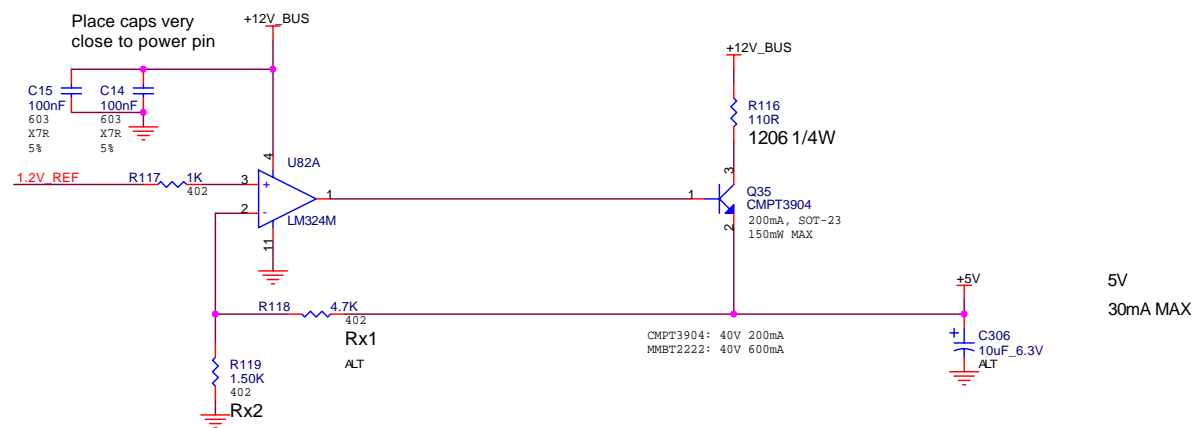 Place caps very
close to power pin
+12V_BUS
C15
100nF
603
X7R
5%
C14
100nF
603
X7R
5%
+12V_BUS
R116
110R
1206 1/4W
4
U82A
1.2V_REF
R117
1K
402
3
+
2
-
1
LM324M
11
1
3
Q35
CMPT3904
200mA, SOT-23
150mW MAX
2
R118
4.7K
402
Rx1
ALT
R119
1.50K
402
Rx2
CMPT3904: 40V 200mA
MMBT2222: 40V 600mA
+5V
+
C306
10uF_6.3V
ALT
5V
30mA MAX